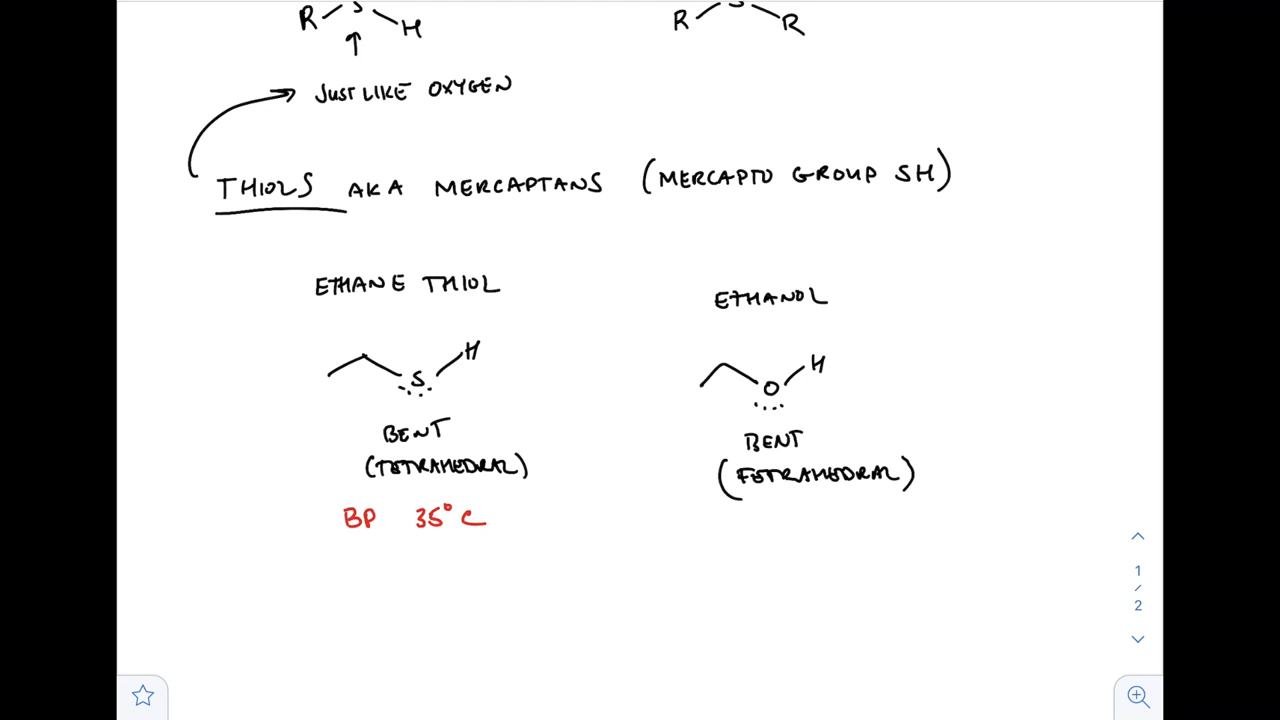 R S H
R S R
JUST LIKE OXYGEN
THIOLS AKA MERCAPTANS (MERCAPTO GROUP SH)
ETHANE THIOL
ETHANOL
S H
O H
BENT
(TETRAHEDRAL)
BENT
(TETRAHEDRAL)
BP 35°C
1
/
2